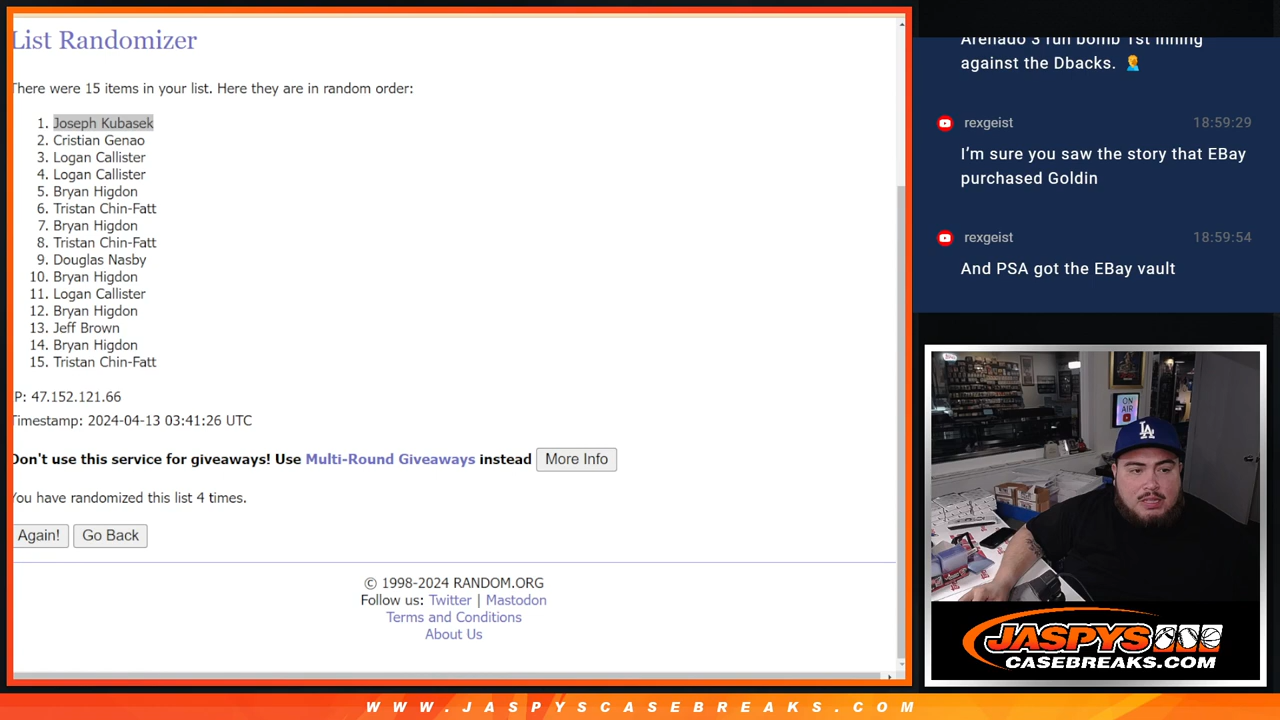 List Randomizer
There were 15 items in your list. Here they are in random order:
1. Joseph Kubasek
2. Cristian Genao
3. Logan Callister
4. Logan Callister
5. Bryan Higdon
6. Tristan Chin-Fatt
7. Bryan Higdon
8. Tristan Chin-Fatt
9. Douglas Nasby
10. Bryan Higdon
11. Logan Callister
12. Bryan Higdon
13. Jeff Brown
14. Bryan Higdon
15. Tristan Chin-Fatt
IP: 47.152.121.66
Timestamp: 2024-04-13 03:41:26 UTC
Don't use this service for giveaways! Use Multi-Round Giveaways instead More Info
You have randomized this list 4 times.
Again! Go Back
© 1998-2024 RANDOM.ORG
Follow us: Twitter | Mastodon
Terms and Conditions
About Us
Arenado 3 run bomb 1st inning
against the Dbacks. 🤦‍♂️
rexgeist 18:59:29
I’m sure you saw the story that EBay
purchased Goldin
rexgeist 18:59:54
And PSA got the EBay vault
ON
AIR
LA
JASPYS
CASEBREAKS.COM
WWW.JASPYSCASEBREAKS.COM